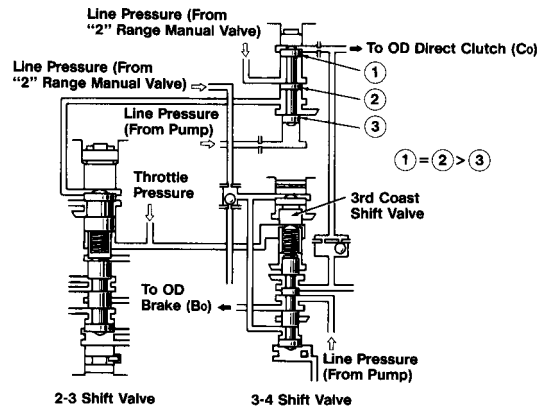 Line Pressure (From
“2” Range Manual Valve)
To OD Direct Clutch (C0)
Line Pressure (From
“2” Range Manual Valve)
1
2
Line Pressure
(From Pump)
3
1 = 2 > 3
Throttle
Pressure
3rd Coast
Shift Valve
To OD
Brake (B0)
Line Pressure
(From Pump)
2-3 Shift Valve
3-4 Shift Valve